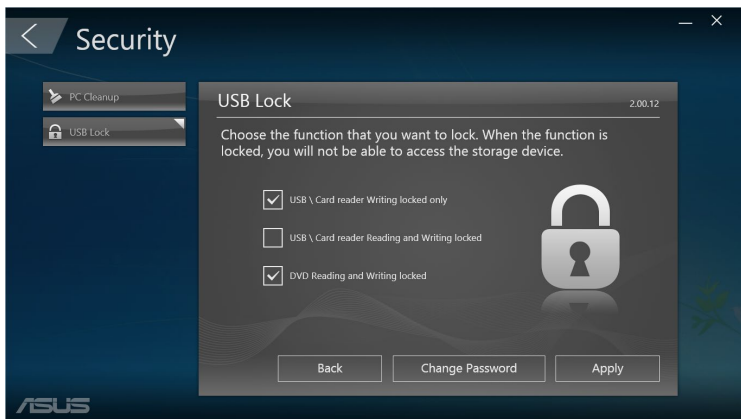 Security
PC Cleanup
USB Lock
USB Lock
2.00.12
Choose the function that you want to lock. When the function is
locked, you will not be able to access the storage device.
USB \ Card reader Writing locked only
USB \ Card reader Reading and Writing locked
DVD Reading and Writing locked
Back
Change Password
Apply
ASUS